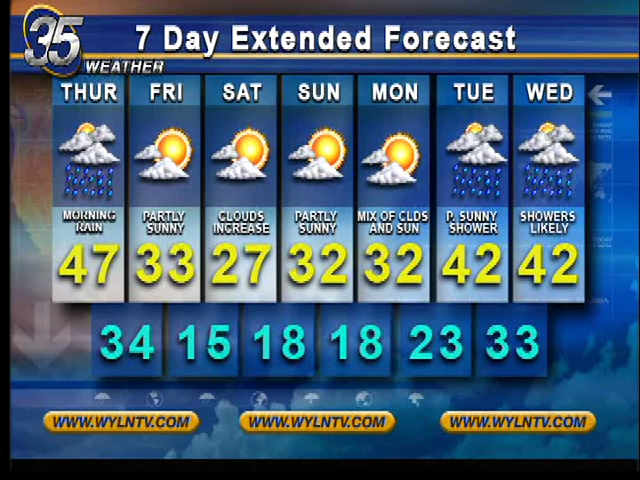 35
WEATHER
7 Day Extended Forecast
THUR FRI SAT SUN MON TUE WED
MORNING RAIN
PARTLY SUNNY
CLOUDS INCREASE
PARTLY SUNNY
MIX OF CLDS AND SUN
P. SUNNY SHOWER
SHOWERS LIKELY
47 33 27 32 32 42 42
34 15 18 18 23 33
WWW.WYLNTV.COM WWW.WYLNTV.COM WWW.WYLNTV.COM